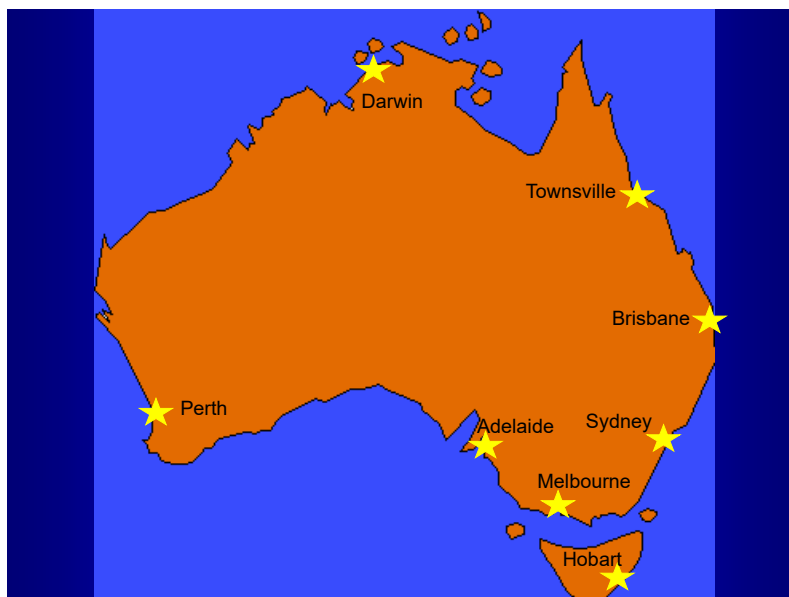 Darwin
Townsville
Brisbane
Perth
Sydney
Adelaide
Melbourne
Hobart